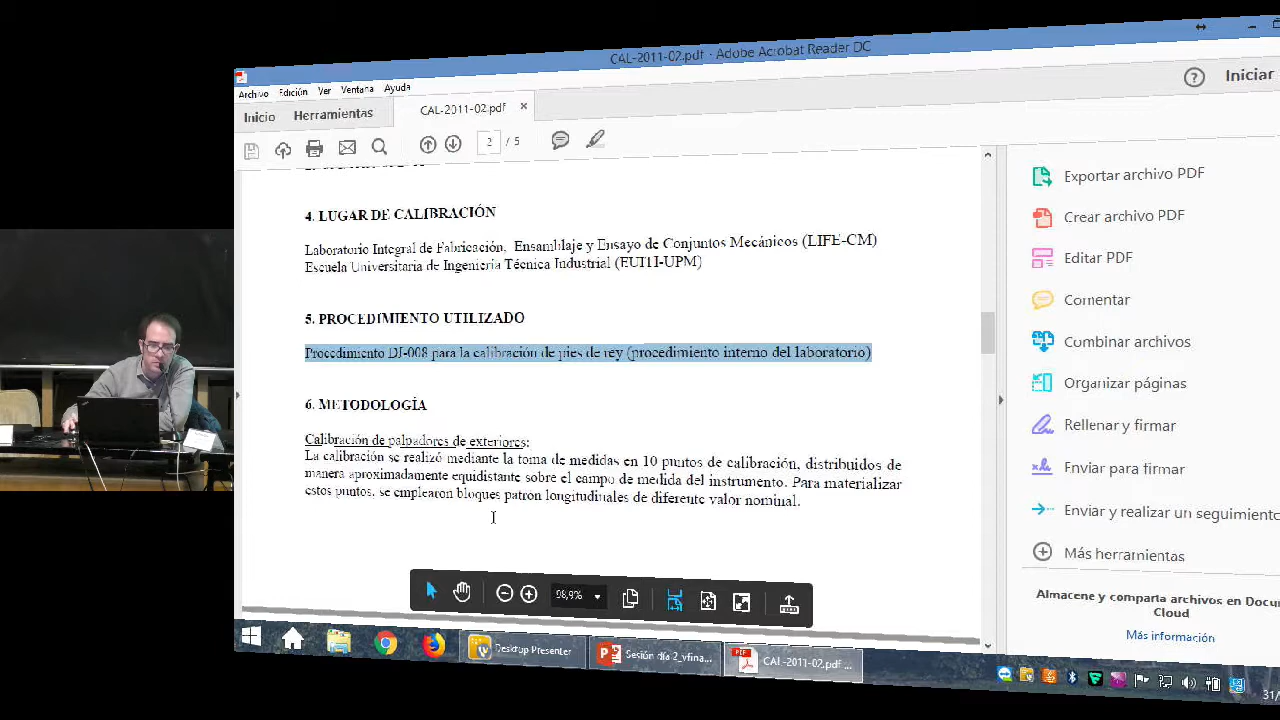 CAL-2011-02.pdf - Adobe Acrobat Reader DC
Archivo Edición Ver Ventana Ayuda
Inicio Herramientas CAL-2011-02.pdf ×
? Iniciar
2 / 5
4. LUGAR DE CALIBRACIÓN
Laboratorio Integral de Fabricación, Ensamblaje y Ensayo de Conjuntos Mecánicos (LIFE-CM)
Escuela Universitaria de Ingeniería Técnica Industrial (EUITI-UPM)
5. PROCEDIMIENTO UTILIZADO
Procedimiento DI-008 para la calibración de pies de rey (procedimiento interno del laboratorio)
6. METODOLOGÍA
Calibración de palpadores de exteriores:
La calibración se realizó mediante la toma de medidas en 10 puntos de calibración, distribuidos de
manera aproximadamente equidistante sobre el campo de medida del instrumento. Para materializar
estos puntos, se emplearon bloques patron longitudinales de diferente valor nominal.
Exportar archivo PDF
Crear archivo PDF
Editar PDF
Comentar
Combinar archivos
Organizar páginas
Rellenar y firmar
Enviar para firmar
Enviar y realizar un seguimiento
Más herramientas
Almacene y comparta archivos en Docu
Cloud
Más información
98,9%
Desktop Presenter
Sesión día 2_vfina...
CAL-2011-02.pdf ...
31/